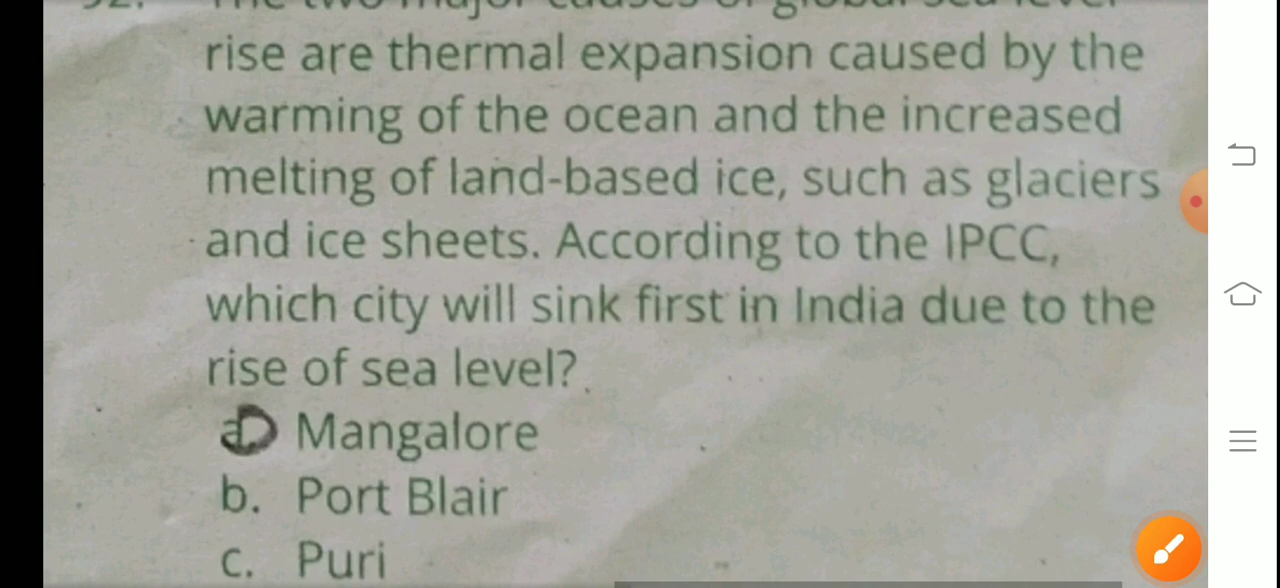 rise are thermal expansion caused by the
warming of the ocean and the increased
melting of land-based ice, such as glaciers
and ice sheets. According to the IPCC,
which city will sink first in India due to the
rise of sea level?
a. Mangalore
b. Port Blair
c. Puri